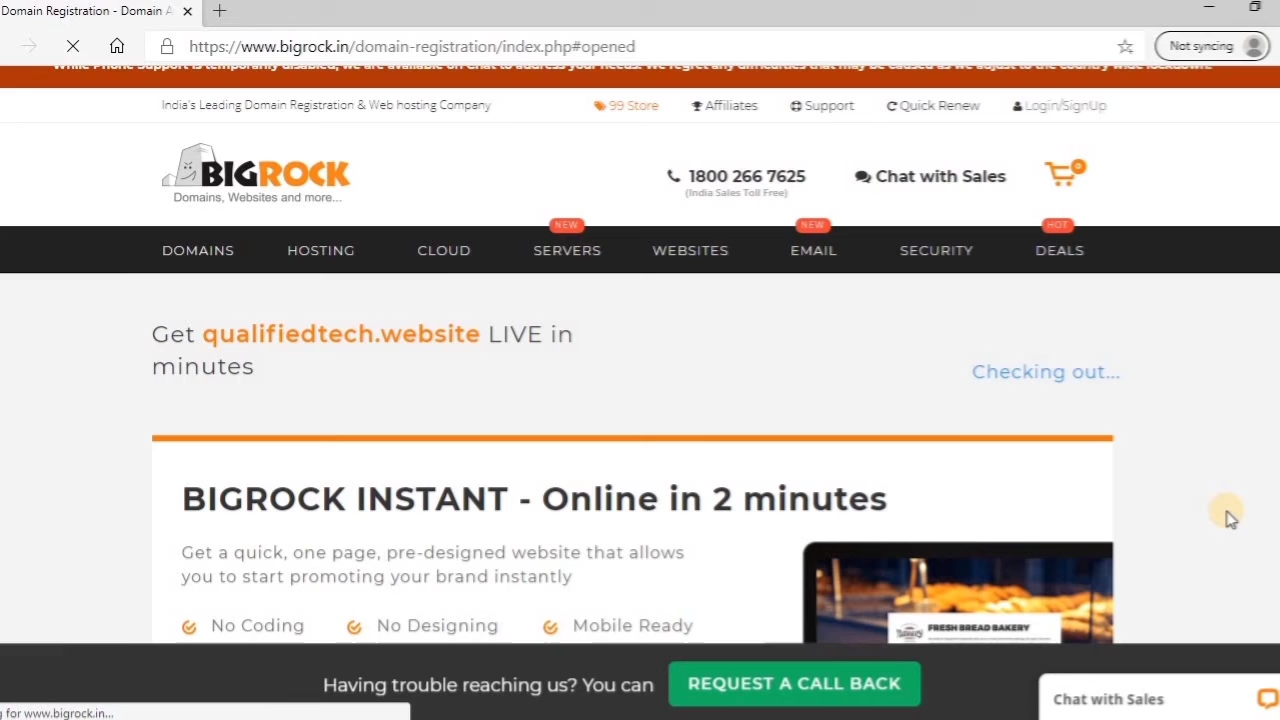 Domain Registration - Domain A
Not syncing
https://www.bigrock.in/domain-registration/index.php#opened
While Phone Support is temporarily disabled, we are available on chat to address your needs. We regret any difficulties that may be caused as we adjust to the country wide lockdown.
India's Leading Domain Registration & Web hosting Company
99 Store
Affiliates
Support
Quick Renew
Login/SignUp
BIGROCK
Domains, Websites and more...
1800 266 7625
(India Sales Toll Free)
Chat with Sales
0
NEW
NEW
HOT
DOMAINS HOSTING CLOUD SERVERS WEBSITES EMAIL SECURITY DEALS
Get qualifiedtech.website LIVE in
minutes
Checking out...
BIGROCK INSTANT - Online in 2 minutes
Get a quick, one page, pre-designed website that allows
you to start promoting your brand instantly
No Coding No Designing Mobile Ready
FRESH BREAD BAKERY
Having trouble reaching us? You can
REQUEST A CALL BACK
Chat with Sales
g for www.bigrock.in...